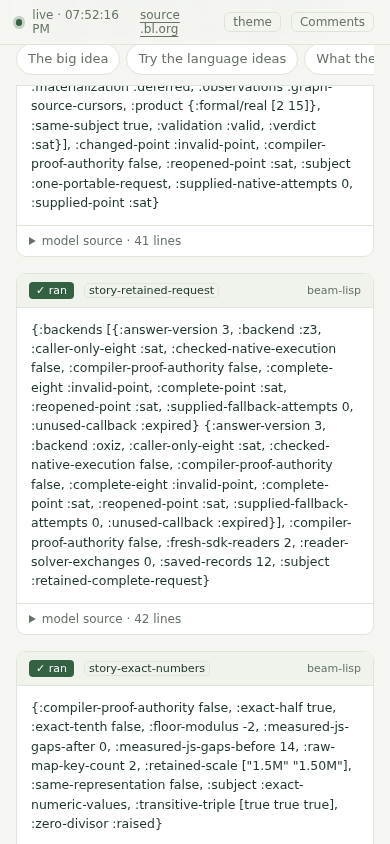 live · 07:52:16 PM
source .bl.org
theme
Comments
The big idea
Try the language ideas
What the
:materialization :deferred, :observations :graph-
source-cursors, :product {:formal/real [2 15]},
:same-subject true, :validation :valid, :verdict
:sat}], :changed-point :invalid-point, :compiler-
proof-authority false, :reopened-point :sat, :subject
:one-portable-request, :supplied-native-attempts 0,
:supplied-point :sat}
▶ model source · 41 lines
✓ ran story-retained-request beam-lisp
{:backends [{:answer-version 3, :backend :z3,
:caller-only-eight :sat, :checked-native-execution
false, :compiler-proof-authority false, :complete-
eight :invalid-point, :complete-point :sat,
:reopened-point :sat, :supplied-fallback-attempts 0,
:unused-callback :expired} {:answer-version 3,
:backend :oxiz, :caller-only-eight :sat, :checked-
native-execution false, :compiler-proof-authority
false, :complete-eight :invalid-point, :complete-
point :sat, :reopened-point :sat, :supplied-fallback-
attempts 0, :unused-callback :expired}], :compiler-
proof-authority false, :fresh-sdk-readers 2, :reader-
solver-exchanges 0, :saved-records 12, :subject
:retained-complete-request}
▶ model source · 42 lines
✓ ran story-exact-numbers beam-lisp
{:compiler-proof-authority false, :exact-half true,
:exact-tenth false, :floor-modulus -2, :measured-js-
gaps-after 0, :measured-js-gaps-before 14, :raw-
map-key-count 2, :retained-scale ["1.5M" "1.50M"],
:same-representation false, :subject :exact-
numeric-values, :transitive-triple [true true true],
:zero-divisor :raised}